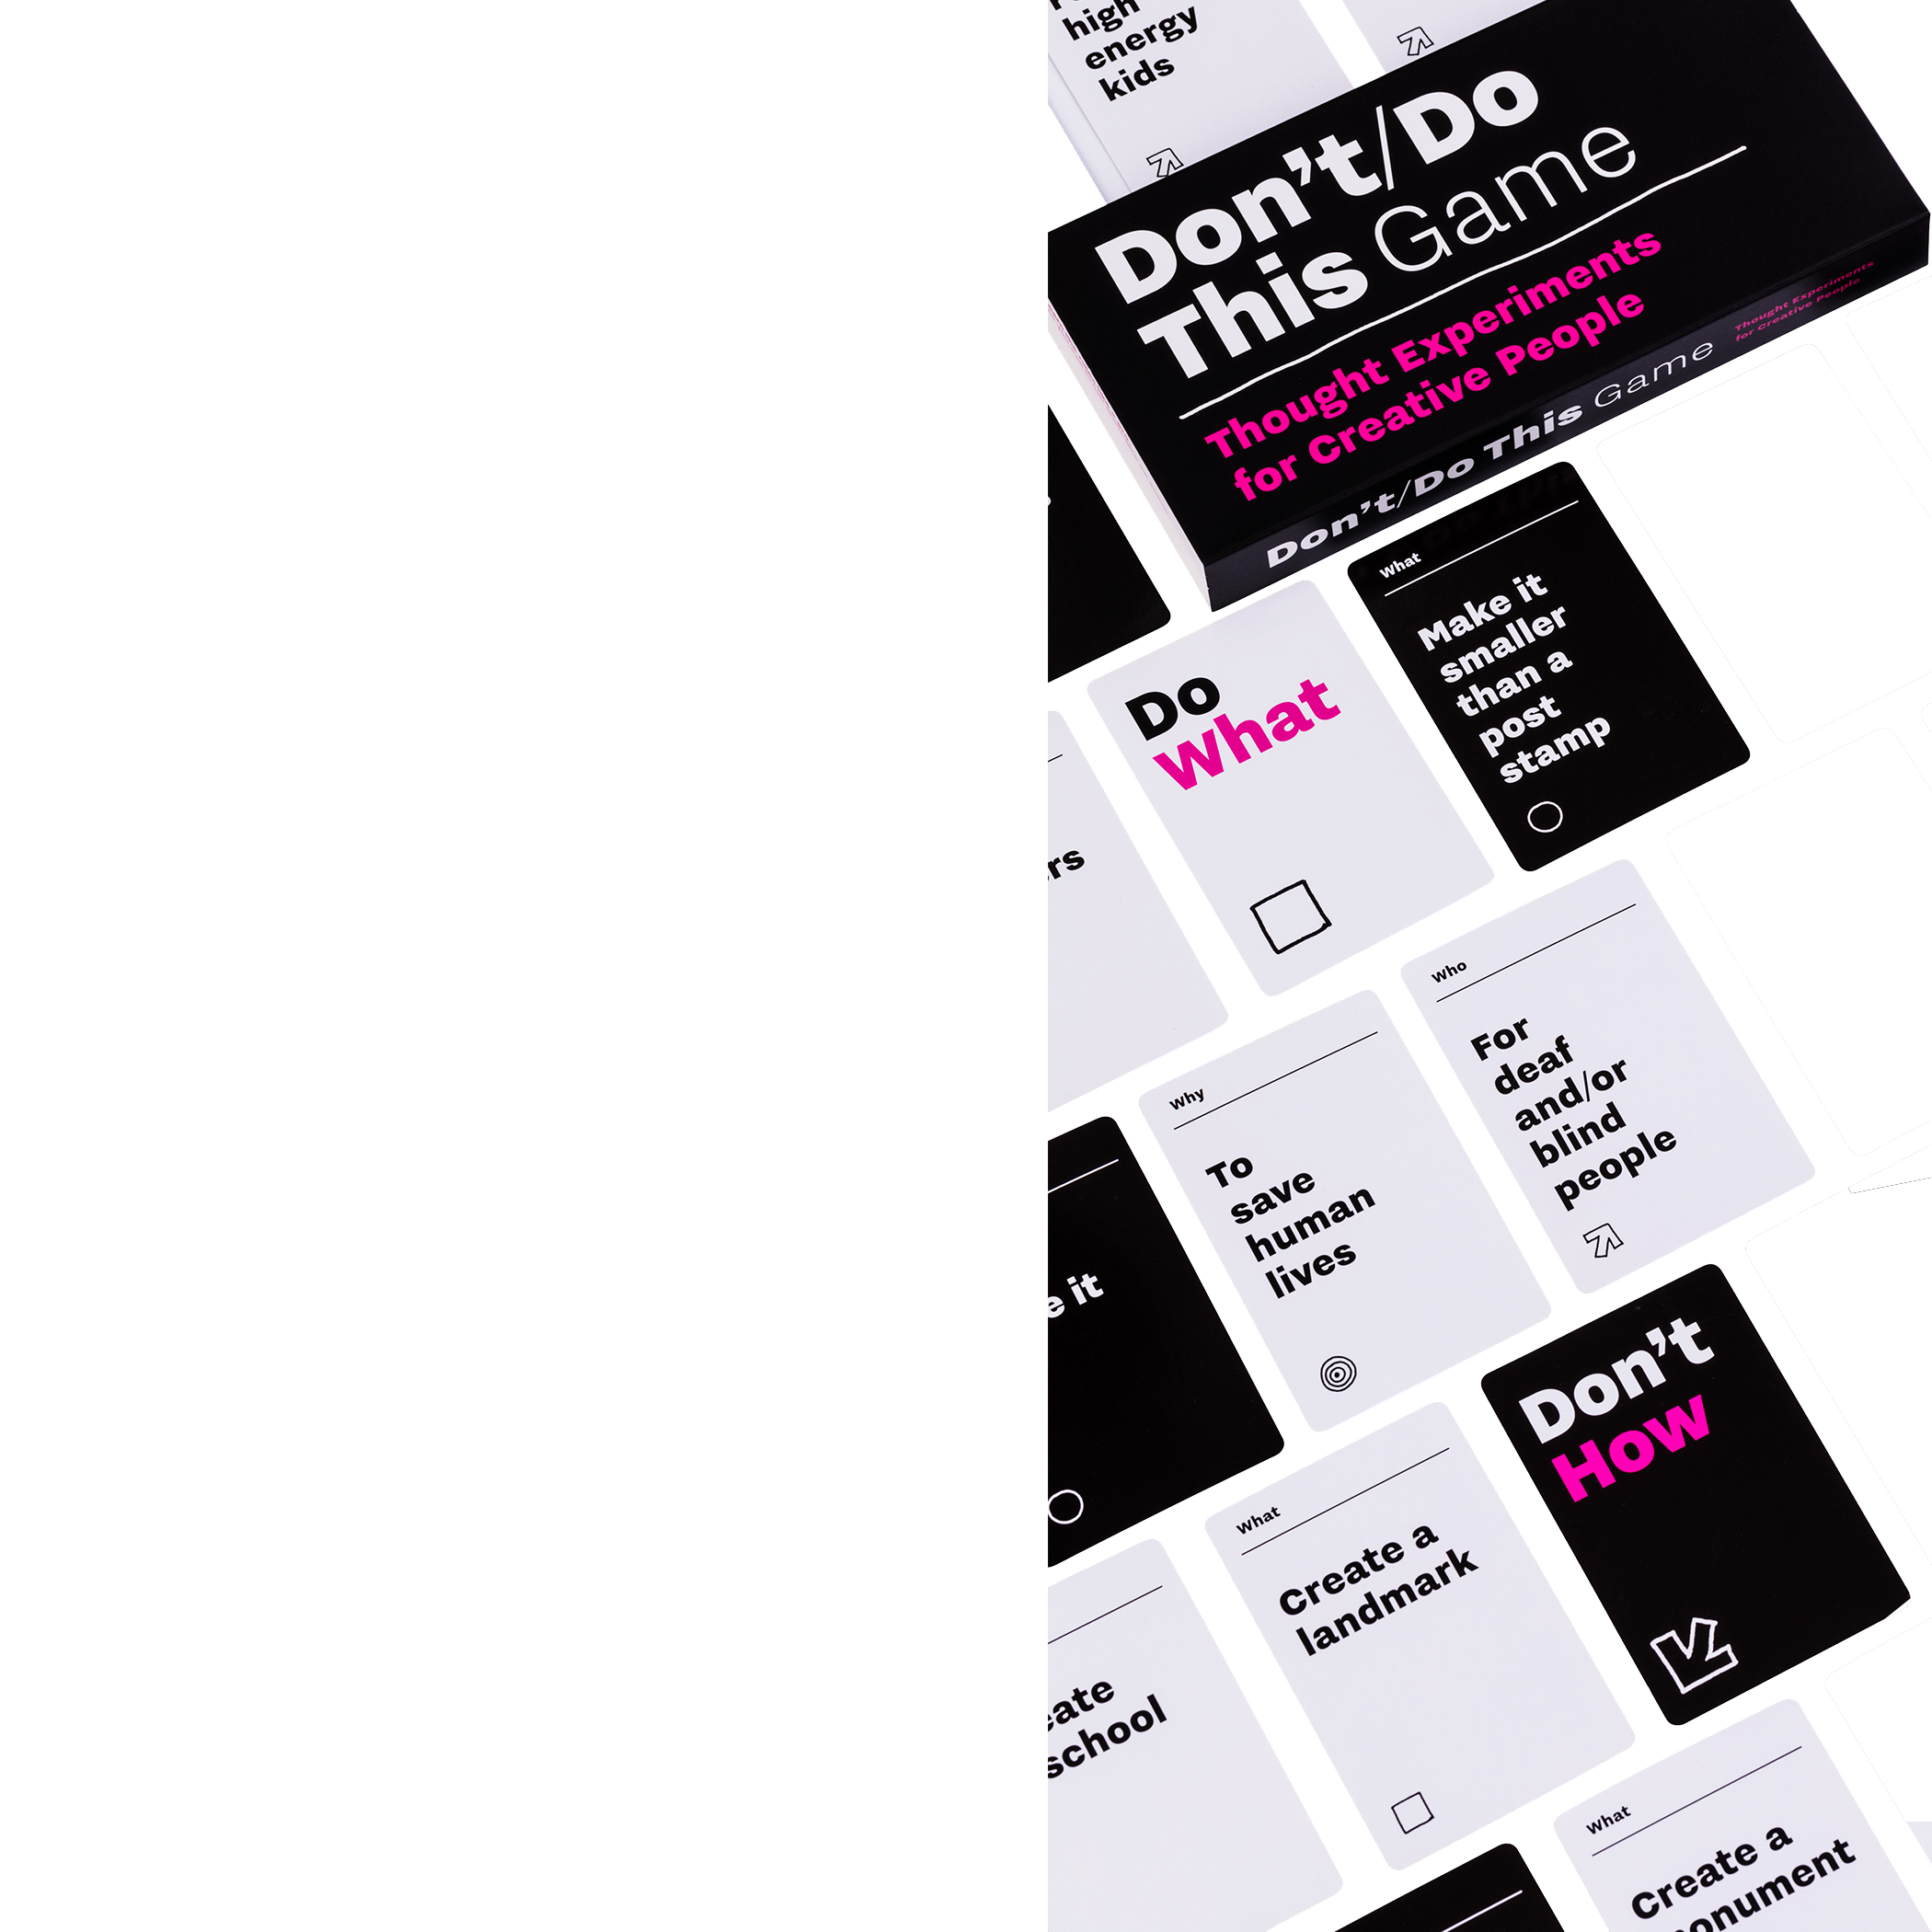 high
energy
kids
Don't/Do
This Game
Thought Experiments
for Creative People
Don't/Do This Game
Thought Experiments
for Creative People
What
Make it
smaller
than a
post
stamp
Do
What
Who
For
deaf
and/or
blind
people
Why
To
save
human
lives
it
Don't
How
What
Create a
landmark
school
What
Create a